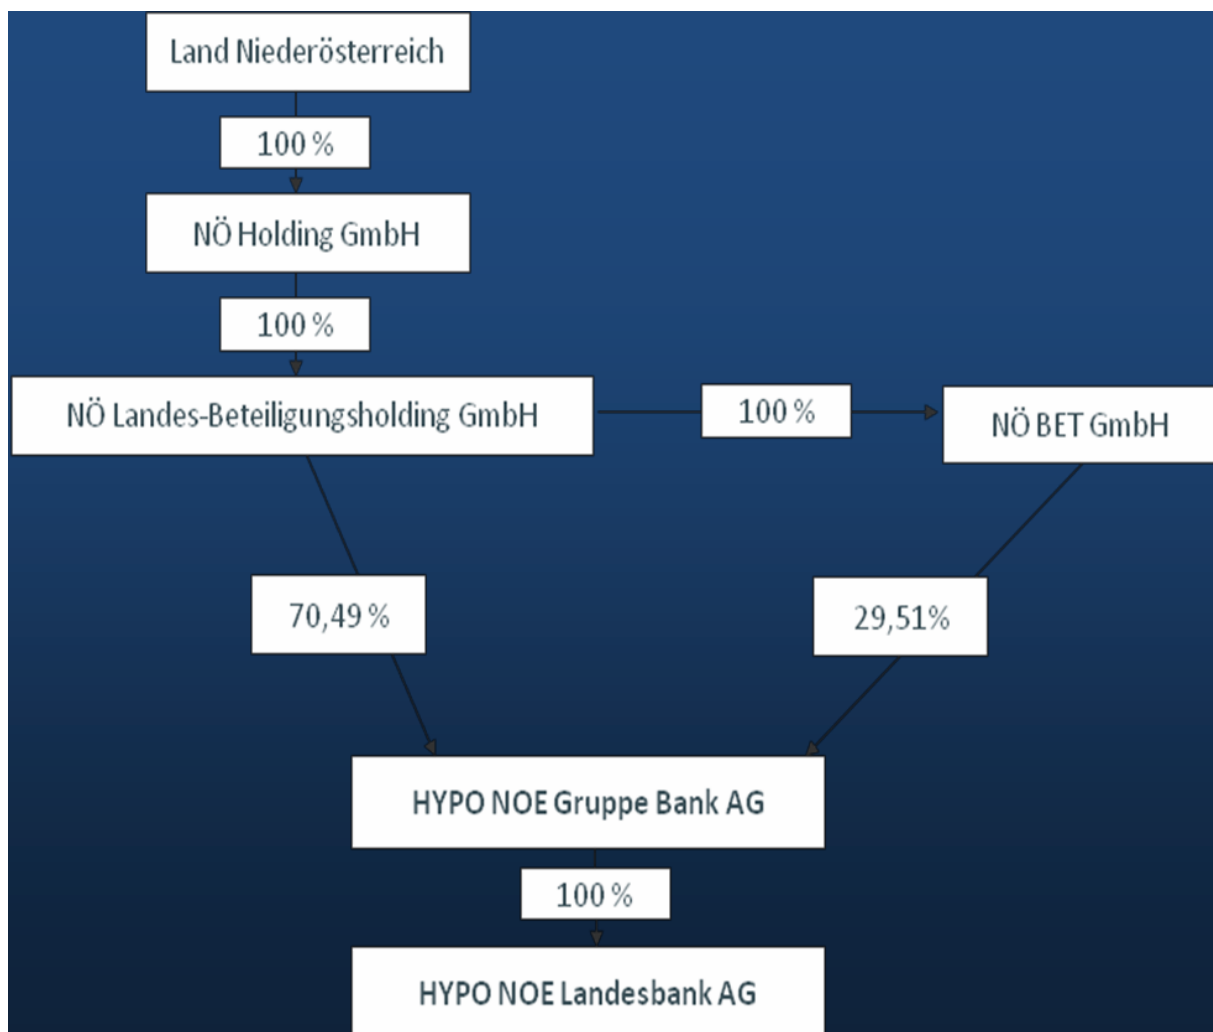 Land Niederösterreich
100 %
NÖ Holding GmbH
100 %
NÖ Landes-Beteiligungsholding GmbH
100 %
NÖ BET GmbH
70,49 %
29,51%
HYPO NOE Gruppe Bank AG
100 %
HYPO NOE Landesbank AG